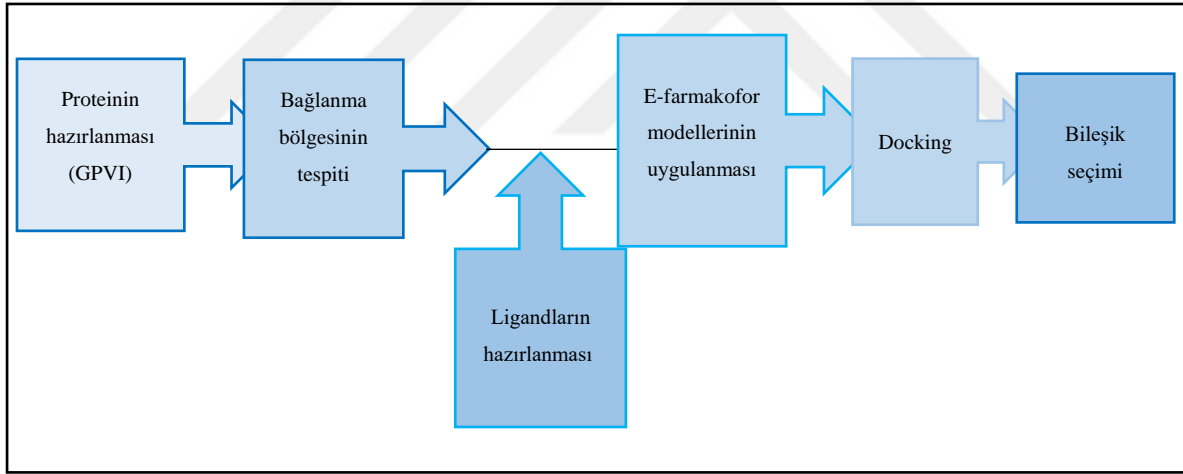 Proteinin
hazırlanması
(GPVI)
Bağlanma
bölgesinin
tespiti
Ligandların
hazırlanması
E-farmakofor
modellerinin
uygulanması
Docking
Bileşik
seçimi